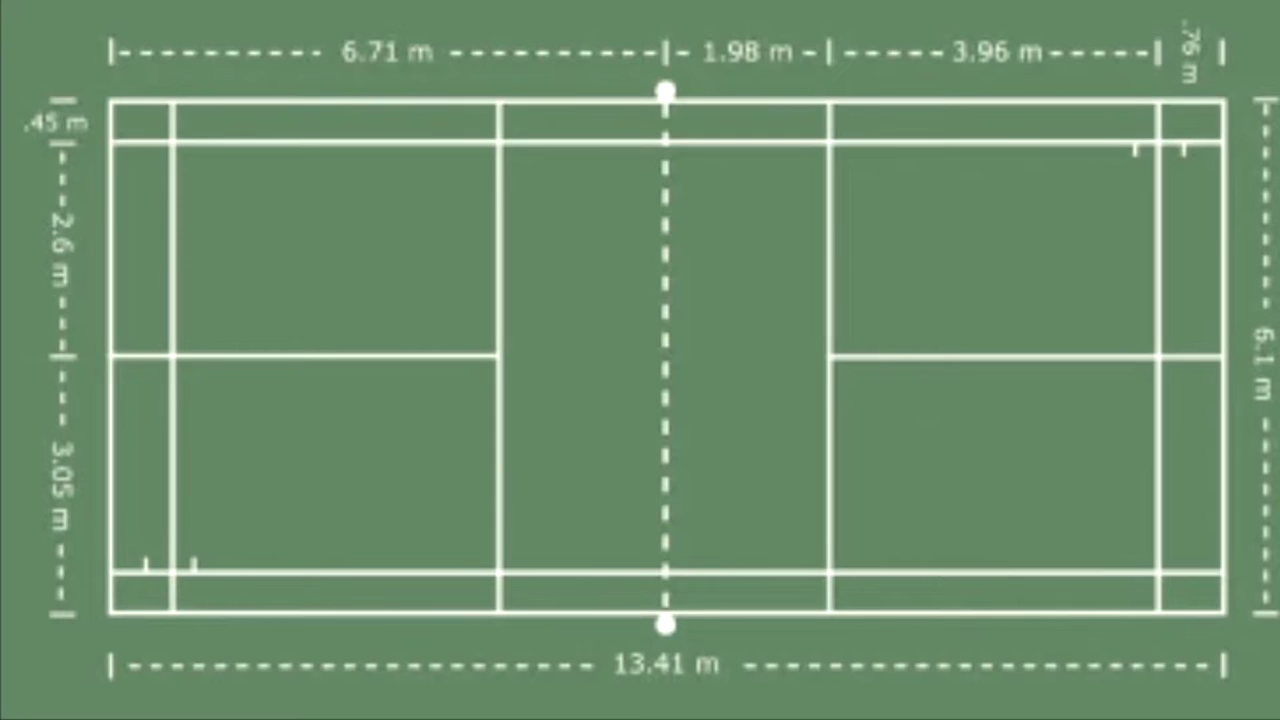 6.71 m
1.98 m
3.96 m
.76 m
.45 m
2.6 m
6.1 m
3.05 m
13.41 m